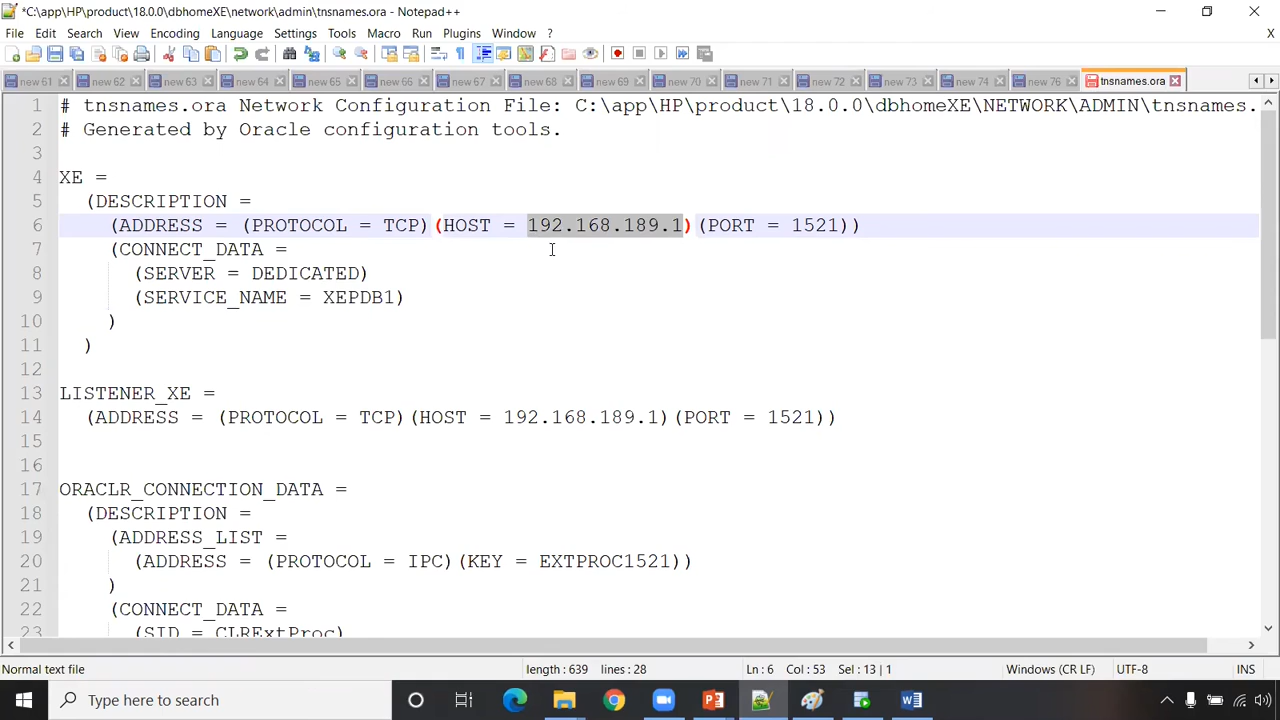 *C:\app\HP\product\18.0.0\dbhomeXE\network\admin\tnsnames.ora - Notepad++
File Edit Search View Encoding Language Settings Tools Macro Run Plugins Window ? X
new 61 new 62 new 63 new 64 new 65 new 66 new 67 new 68 new 69 new 70 new 71 new 72 new 73 new 74 new 76 tnsnames.ora
1 # tnsnames.ora Network Configuration File: C:\app\HP\product\18.0.0\dbhomeXE\NETWORK\ADMIN\tnsnames.
2 # Generated by Oracle configuration tools.
3
4 XE =
5 (DESCRIPTION =
6 (ADDRESS = (PROTOCOL = TCP)(HOST = 192.168.189.1)(PORT = 1521))
7 (CONNECT_DATA =
8 (SERVER = DEDICATED)
9 (SERVICE_NAME = XEPDB1)
10 )
11 )
12
13 LISTENER_XE =
14 (ADDRESS = (PROTOCOL = TCP)(HOST = 192.168.189.1)(PORT = 1521))
15
16
17 ORACLR_CONNECTION_DATA =
18 (DESCRIPTION =
19 (ADDRESS_LIST =
20 (ADDRESS = (PROTOCOL = IPC)(KEY = EXTPROC1521))
21 )
22 (CONNECT_DATA =
23 (SID = CLRExtProc)
Normal text file length : 639 lines : 28 Ln : 6 Col : 53 Sel : 13 | 1 Windows (CR LF) UTF-8 INS
Type here to search